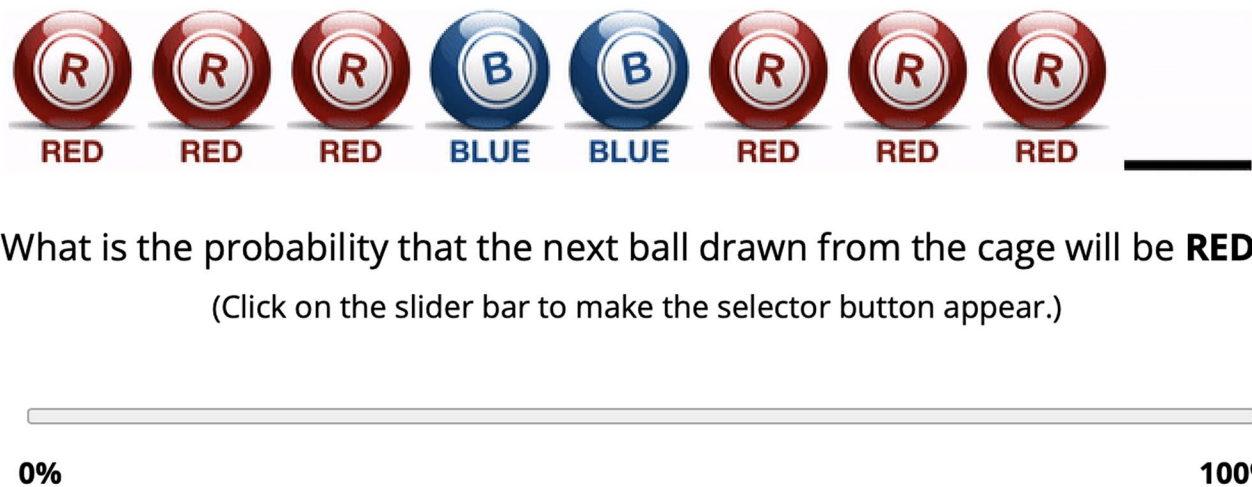 R R R B B R R R
RED RED RED BLUE BLUE RED RED RED
What is the probability that the next ball drawn from the cage will be RED
(Click on the slider bar to make the selector button appear.)
0% 100%